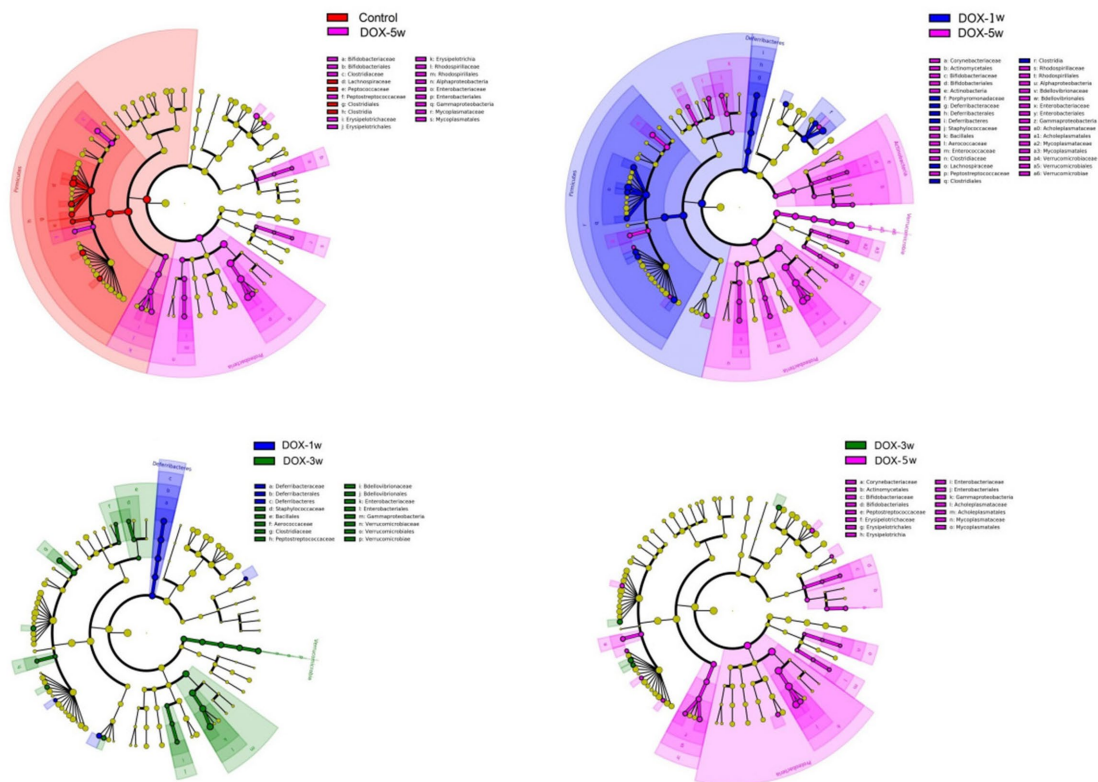 Control
DOX-5w
a: Bifidobacteriaceae
b: Bifidobacteriales
c: Clostridiaceae
d: Lachnospiraceae
e: Peptococcaceae
f: Peptostreptococcaceae
g: Clostridiales
h: Clostridia
i: Erysipelotrichaceae
j: Erysipelotrichales
k: Erysipelotrichia
l: Rhodospirillaceae
m: Rhodospirillales
n: Alphaproteobacteria
o: Enterobacteriaceae
p: Enterobacteriales
q: Gammaproteobacteria
r: Mycoplasmataceae
s: Mycoplasmatales
Firmicutes
Proteobacteria
DOX-1w
DOX-5w
a: Corynebacteriaceae
b: Actinomycetales
c: Bifidobacteriaceae
d: Bifidobacteriales
e: Actinobacteria
f: Porphyromonadaceae
g: Deferribacteraceae
h: Deferribacterales
i: Deferribacteres
j: Staphylococcaceae
k: Bacillales
l: Aerococcaceae
m: Enterococcaceae
n: Clostridiaceae
o: Lachnospiraceae
p: Peptostreptococcaceae
q: Clostridiales
r: Clostridia
s: Rhodospirillaceae
t: Rhodospirillales
u: Alphaproteobacteria
v: Bdellovibrionaceae
w: Bdellovibrionales
x: Enterobacteriaceae
y: Enterobacteriales
z: Gammaproteobacteria
a0: Acholeplasmataceae
a1: Acholeplasmatales
a2: Mycoplasmataceae
a3: Mycoplasmatales
a4: Verrucomicrobiaceae
a5: Verrucomicrobiales
a6: Verrucomicrobiae
Deferribacteres
Actinobacteria
Verrucomicrobia
Firmicutes
Proteobacteria
DOX-1w
DOX-3w
a: Deferribacteraceae
b: Deferribacterales
c: Deferribacteres
d: Staphylococcaceae
e: Bacillales
f: Aerococcaceae
g: Clostridiaceae
h: Peptostreptococcaceae
i: Bdellovibrionaceae
j: Bdellovibrionales
k: Enterobacteriaceae
l: Enterobacteriales
m: Gammaproteobacteria
n: Verrucomicrobiaceae
o: Verrucomicrobiales
p: Verrucomicrobiae
Deferribacteres
Verrucomicrobia
DOX-3w
DOX-5w
a: Corynebacteriaceae
b: Actinomycetales
c: Bifidobacteriaceae
d: Bifidobacteriales
e: Peptostreptococcaceae
f: Erysipelotrichaceae
g: Erysipelotrichales
h: Erysipelotrichia
i: Enterobacteriaceae
j: Enterobacteriales
k: Gammaproteobacteria
l: Acholeplasmataceae
m: Acholeplasmatales
n: Mycoplasmataceae
o: Mycoplasmatales
Proteobacteria